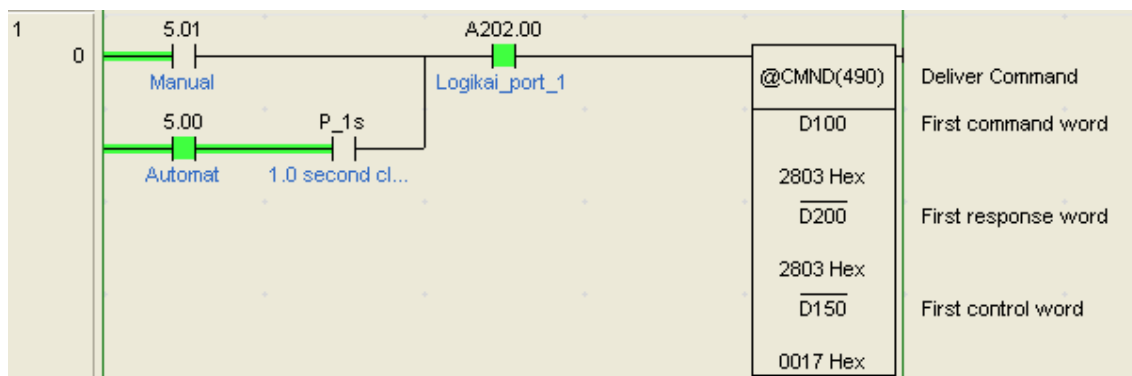 1
0
5.01
A202.00
Manual
Logikai_port_1
@CMND(490)
Deliver Command
5.00
P_1s
D100
First command word
Automat
1.0 second cl...
2803 Hex
D200
First response word
2803 Hex
D150
First control word
0017 Hex